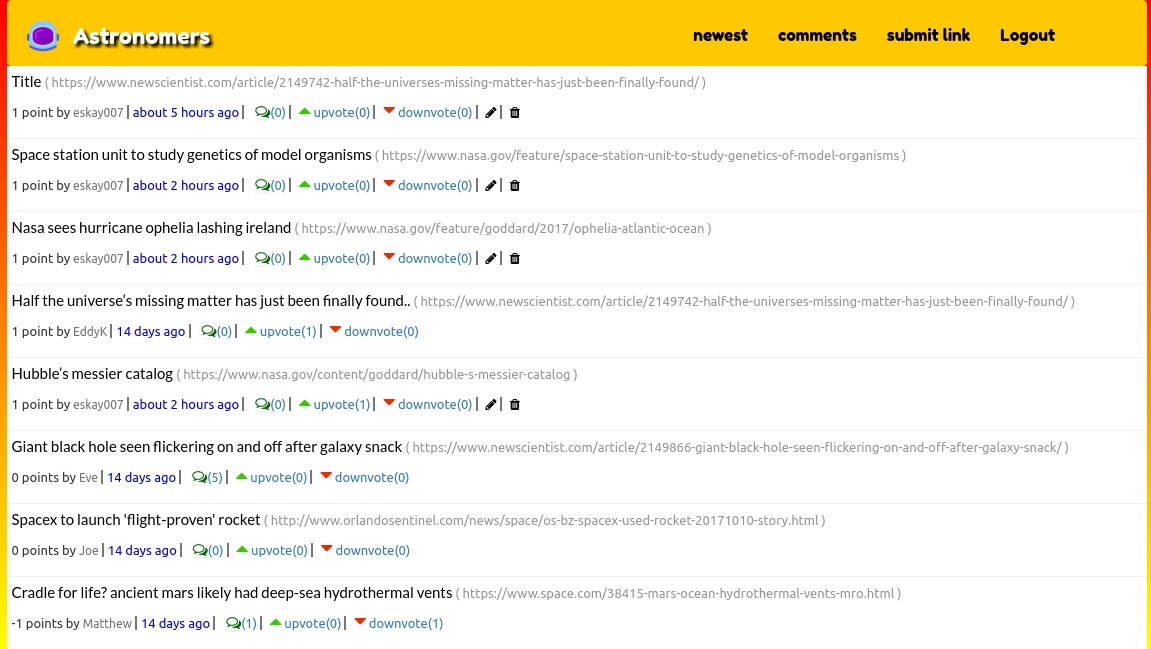 Astronomers newest comments submit link Logout
Title ( https://www.newscientist.com/article/2149742-half-the-universes-missing-matter-has-just-been-finally-found/ )
1 point by eskay007 | about 5 hours ago | (0) | upvote(0) | downvote(0) | |
Space station unit to study genetics of model organisms ( https://www.nasa.gov/feature/space-station-unit-to-study-genetics-of-model-organisms )
1 point by eskay007 | about 2 hours ago | (0) | upvote(0) | downvote(0) | |
Nasa sees hurricane ophelia lashing ireland ( https://www.nasa.gov/feature/goddard/2017/ophelia-atlantic-ocean )
1 point by eskay007 | about 2 hours ago | (0) | upvote(0) | downvote(0) | |
Half the universe’s missing matter has just been finally found.. ( https://www.newscientist.com/article/2149742-half-the-universes-missing-matter-has-just-been-finally-found/ )
1 point by EddyK | 14 days ago | (0) | upvote(1) | downvote(0)
Hubble’s messier catalog ( https://www.nasa.gov/content/goddard/hubble-s-messier-catalog )
1 point by eskay007 | about 2 hours ago | (0) | upvote(1) | downvote(0) | |
Giant black hole seen flickering on and off after galaxy snack ( https://www.newscientist.com/article/2149866-giant-black-hole-seen-flickering-on-and-off-after-galaxy-snack/ )
0 points by Eve | 14 days ago | (5) | upvote(0) | downvote(0)
Spacex to launch 'flight-proven' rocket ( http://www.orlandosentinel.com/news/space/os-bz-spacex-used-rocket-20171010-story.html )
0 points by Joe | 14 days ago | (0) | upvote(0) | downvote(0)
Cradle for life? ancient mars likely had deep-sea hydrothermal vents ( https://www.space.com/38415-mars-ocean-hydrothermal-vents-mro.html )
-1 points by Matthew | 14 days ago | (1) | upvote(0) | downvote(1)